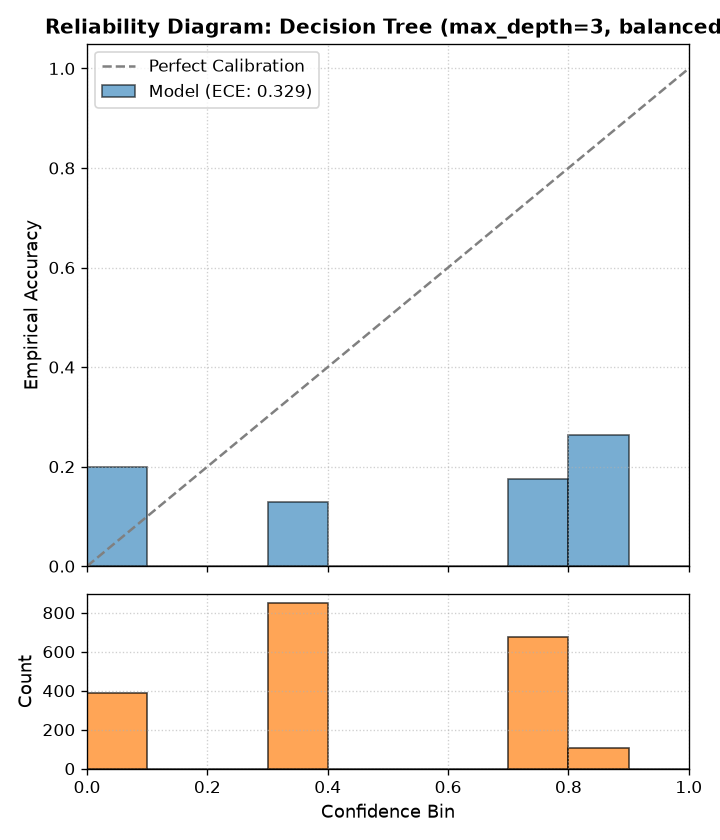 Reliability Diagram: Decision Tree (max_depth=3, balanced
Perfect Calibration
Model (ECE: 0.329)
1.0
0.8
0.6
0.4
0.2
0.0
Empirical Accuracy
800
600
400
200
0
Count
0.0 0.2 0.4 0.6 0.8 1.0
Confidence Bin